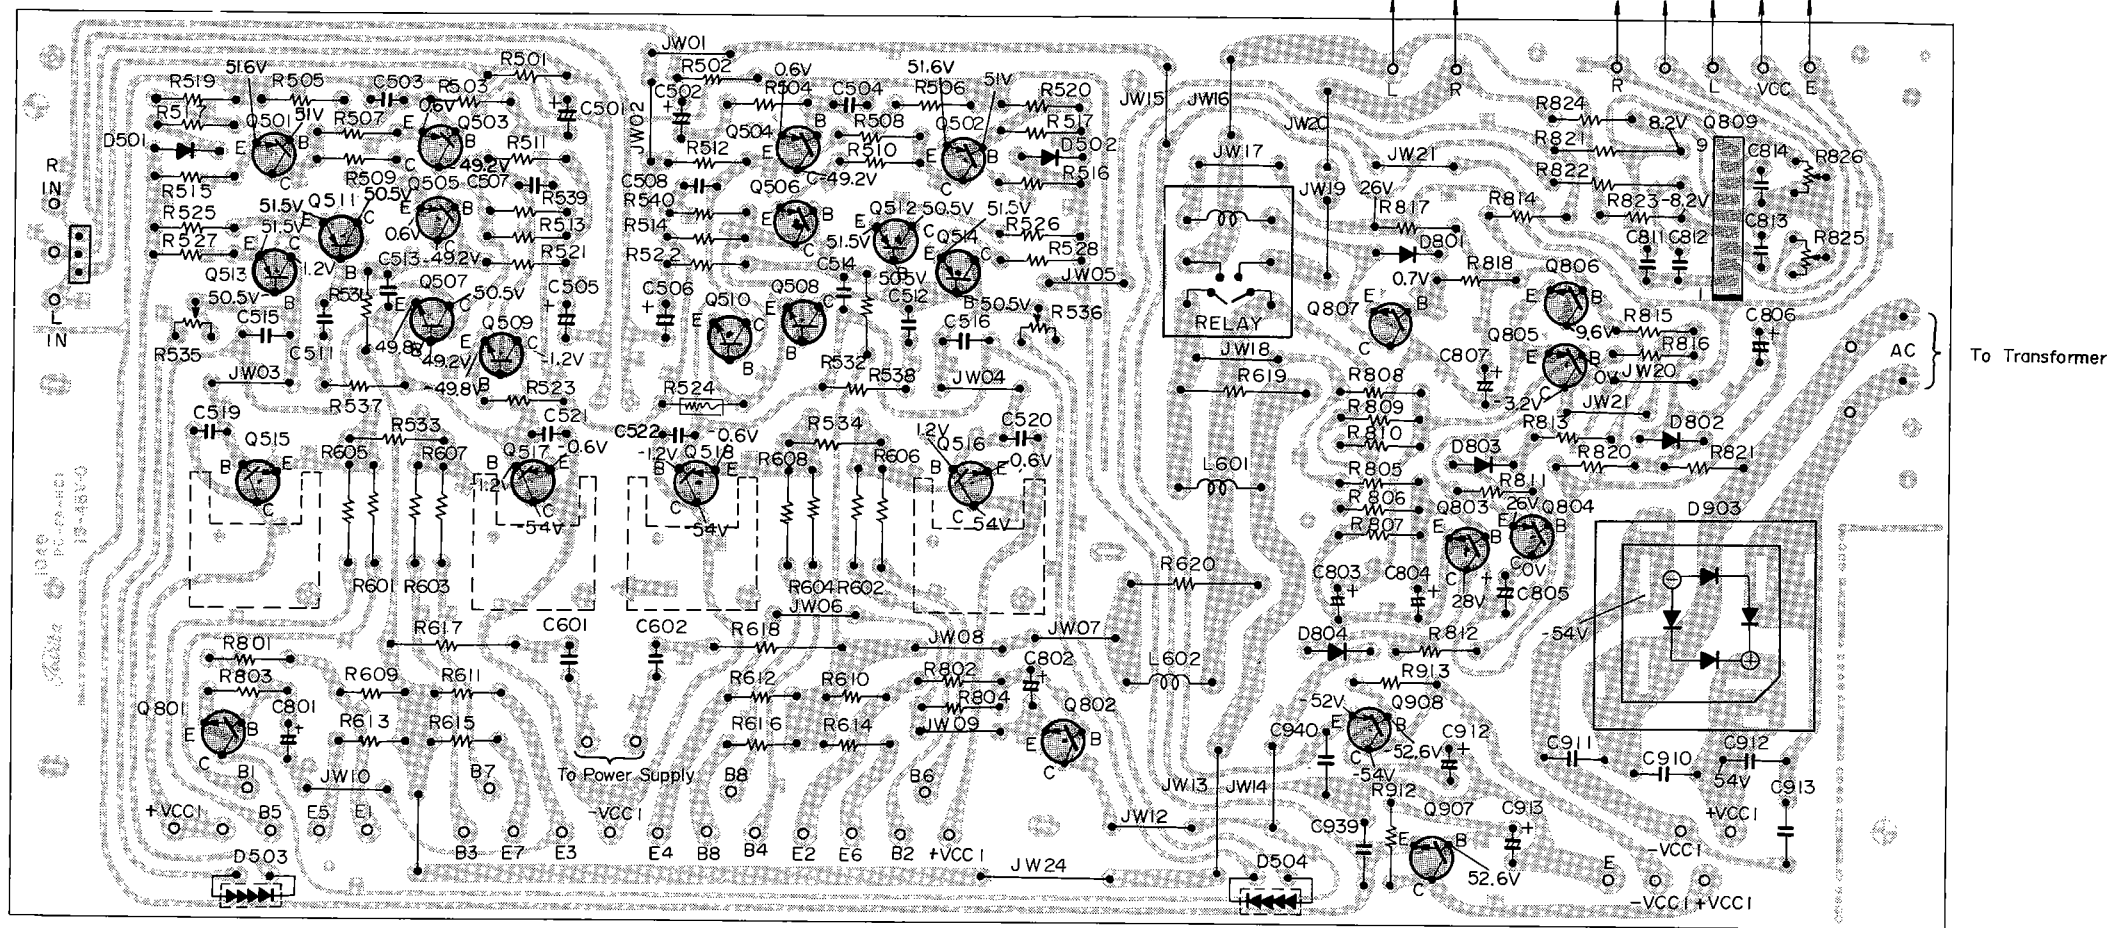 JW01
R501
R502
51.6V
R519
R505
C503
R503
C502
0.6V
R504
C504
51.6V
R506
51V
R520
JW15
JW16
L
R
R
L
VCC
E
R517
51V
0.6V
C501
JW02
R517
R824
8.2V
Q809
Q501
R507
Q503
Q504
R508
Q502
R821
9
C814
R826
D501
R511
R512
R510
D502
JW20
JW17
JW21
R515
R509
-49.2V
C507
C508
-49.2V
R516
R822
R
IN
50.5V
Q505
R539
R540
Q506
JW19
26V
R814
R823
-8.2V
R525
51.5V
Q511
R513
R514
Q512
50.5V
51.5V
R526
R817
C813
R825
51.5V
0.6V
51.5V
Q514
D801
C811
C812
R527
1.2V
C513
-49.2V
R521
R522
C514
R528
0.7V
R818
Q806
Q513
Q507
50.5V
C505
C506
Q510
Q508
50.5V
C512
JW05
50.5V
50.5V
C515
Q509
C516
R536
RELAY
Q807
Q805
9.6V
R815
C806
1
L
IN
R535
C511
-49.8V
-49.2V
-1.2V
R532
JW18
C807
R816
0V
JW20
AC
To Transformer
JW03
-49.8V
R523
R524
R538
JW04
R619
R808
-3.2V
JW21
R537
R809
C519
R533
C521
C522
-0.6V
R534
1.2V
C520
R810
R813
D802
Q515
R605
R607
Q517
-0.6V
-1.2V
Q518
R608
R606
Q516
0.6V
L601
R805
D803
R820
R821
1.2V
R806
R811
26V
-54V
-54V
54V
R807
Q803
Q804
D903
R601
R603
R604
R602
R620
C803
C804
28V
0V
C805
JW06
-54V
R801
R617
C601
C602
R618
JW08
JW07
D804
R812
R803
R609
R611
R612
R610
R802
C802
L602
R913
Q801
C801
R613
R615
R616
R614
R804
JW09
Q802
-52V
Q908
C940
C912
-52.6V
C911
C910
C912
54V
B1
JW10
B7
To Power Supply
B8
B6
JW13
JW14
-54V
R912
C913
+VCC1
B5
E5
E1
-VCC1
JW12
C939
Q907
C913
+VCC1
B3
E7
E3
E4
B8
B4
E2
E6
B2
+VCC1
-VCC1
D503
JW24
D504
52.6V
E
-VCC1
+VCC1